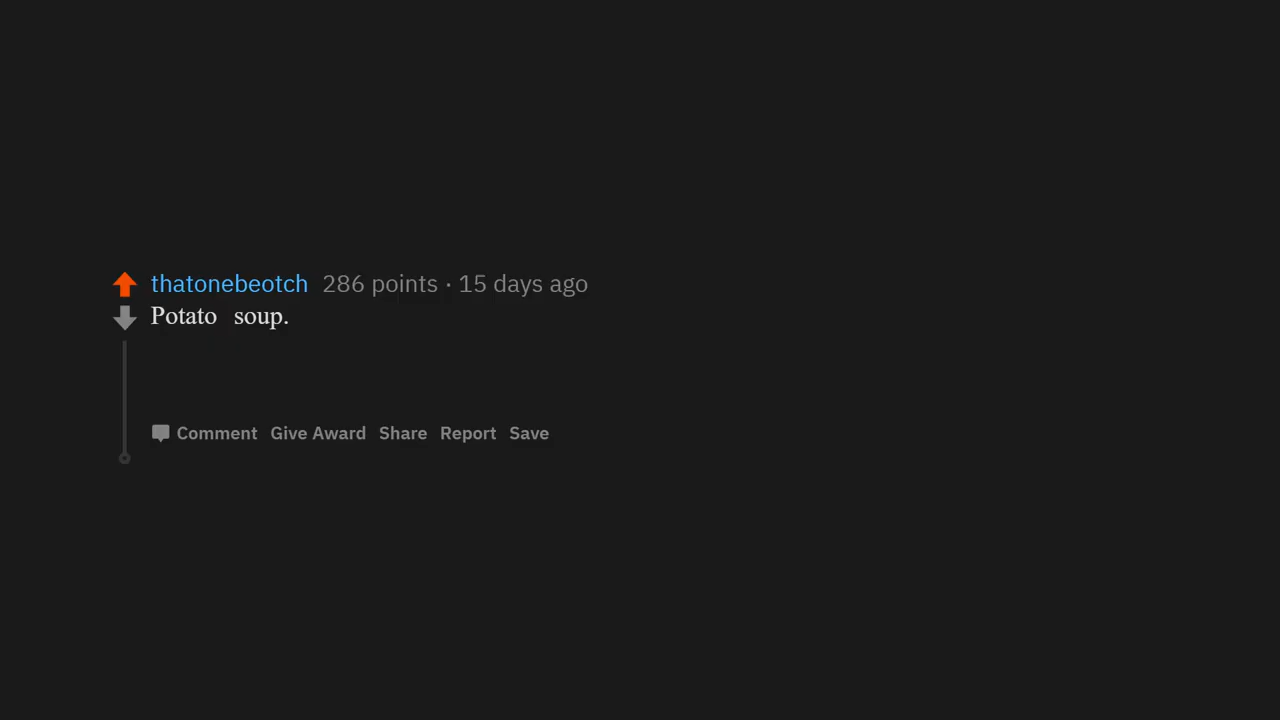 thatonebeotch 286 points · 15 days ago
Potato soup.
Comment Give Award Share Report Save